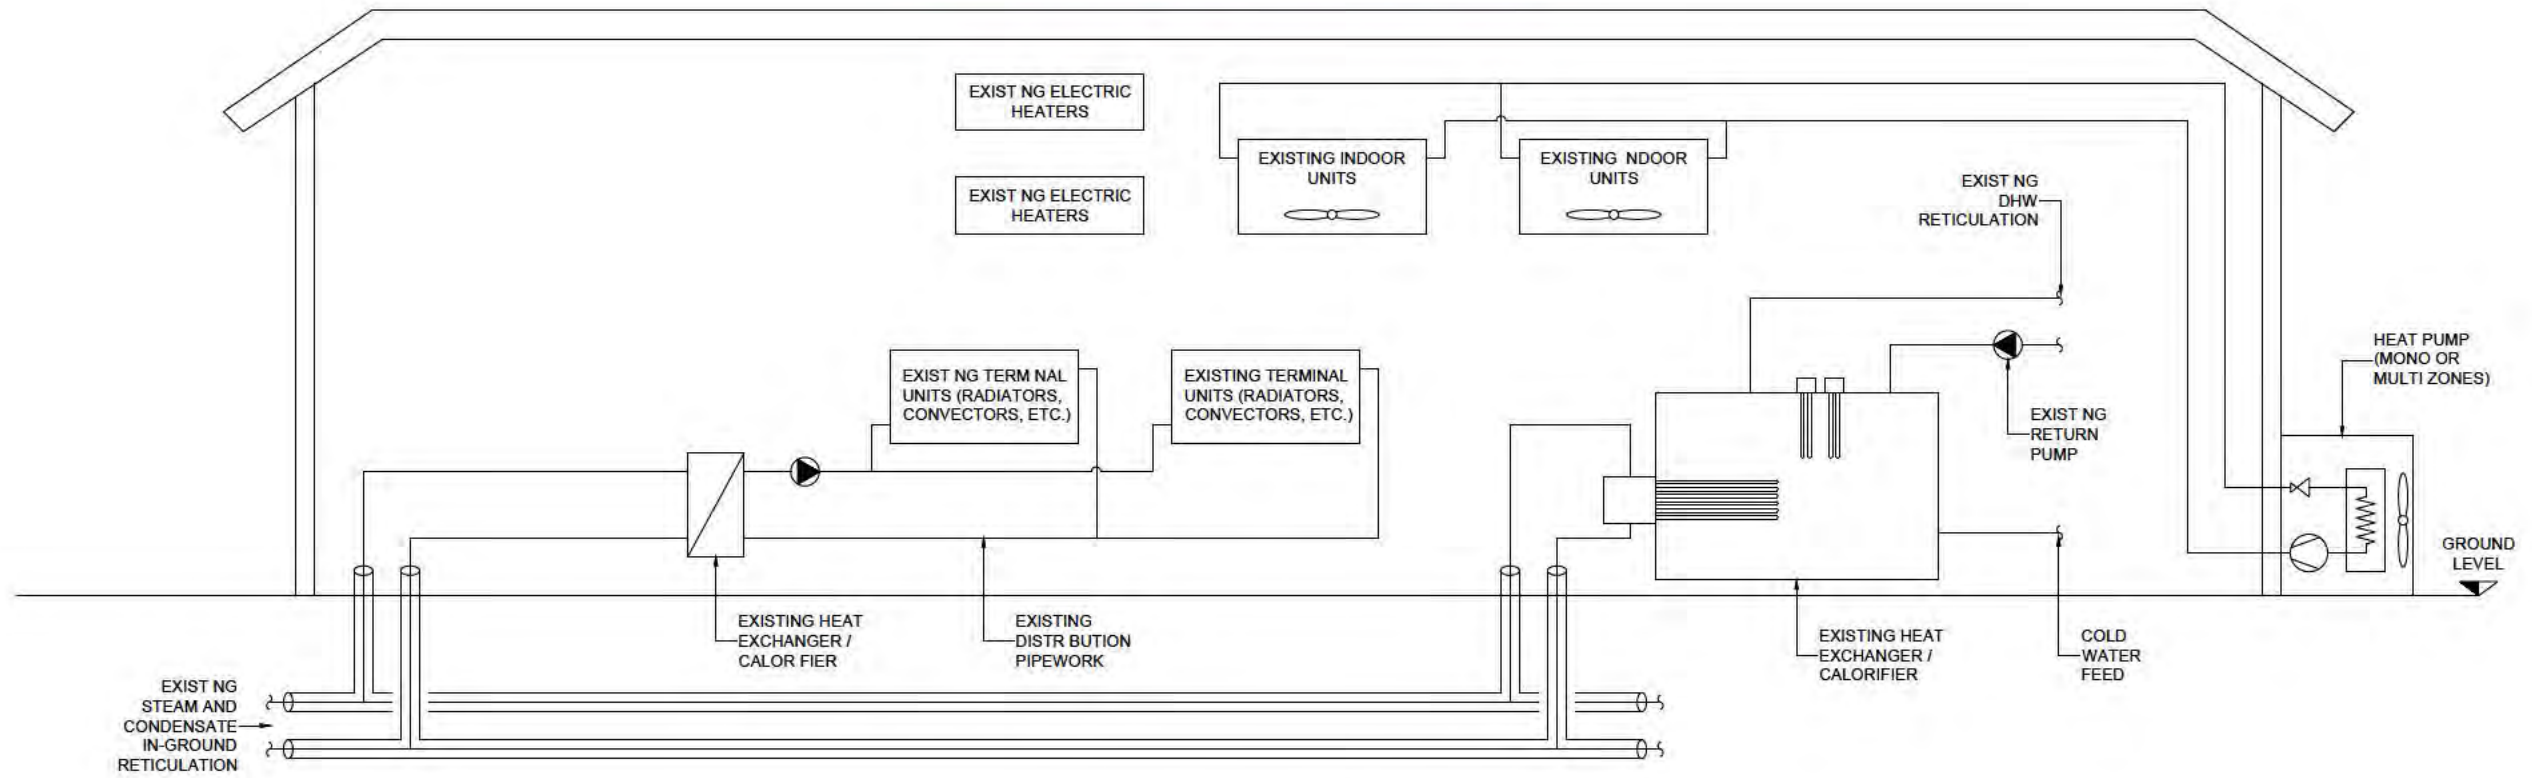 EXIST NG ELECTRIC
HEATERS
EXIST NG ELECTRIC
HEATERS
EXISTING INDOOR
UNITS
EXISTING  NDOOR
UNITS
EXIST NG
DHW
RETICULATION
EXIST NG TERM NAL
UNITS (RADIATORS,
CONVECTORS, ETC.)
EXISTING TERMINAL
UNITS (RADIATORS,
CONVECTORS, ETC.)
HEAT PUMP
(MONO OR
MULTI ZONES)
EXIST NG
RETURN
PUMP
GROUND
LEVEL
EXISTING HEAT
EXCHANGER /
CALOR FIER
EXISTING
DISTR BUTION
PIPEWORK
EXISTING HEAT
EXCHANGER /
CALORIFIER
COLD
WATER
FEED
EXIST NG
STEAM AND
CONDENSATE
IN-GROUND
RETICULATION